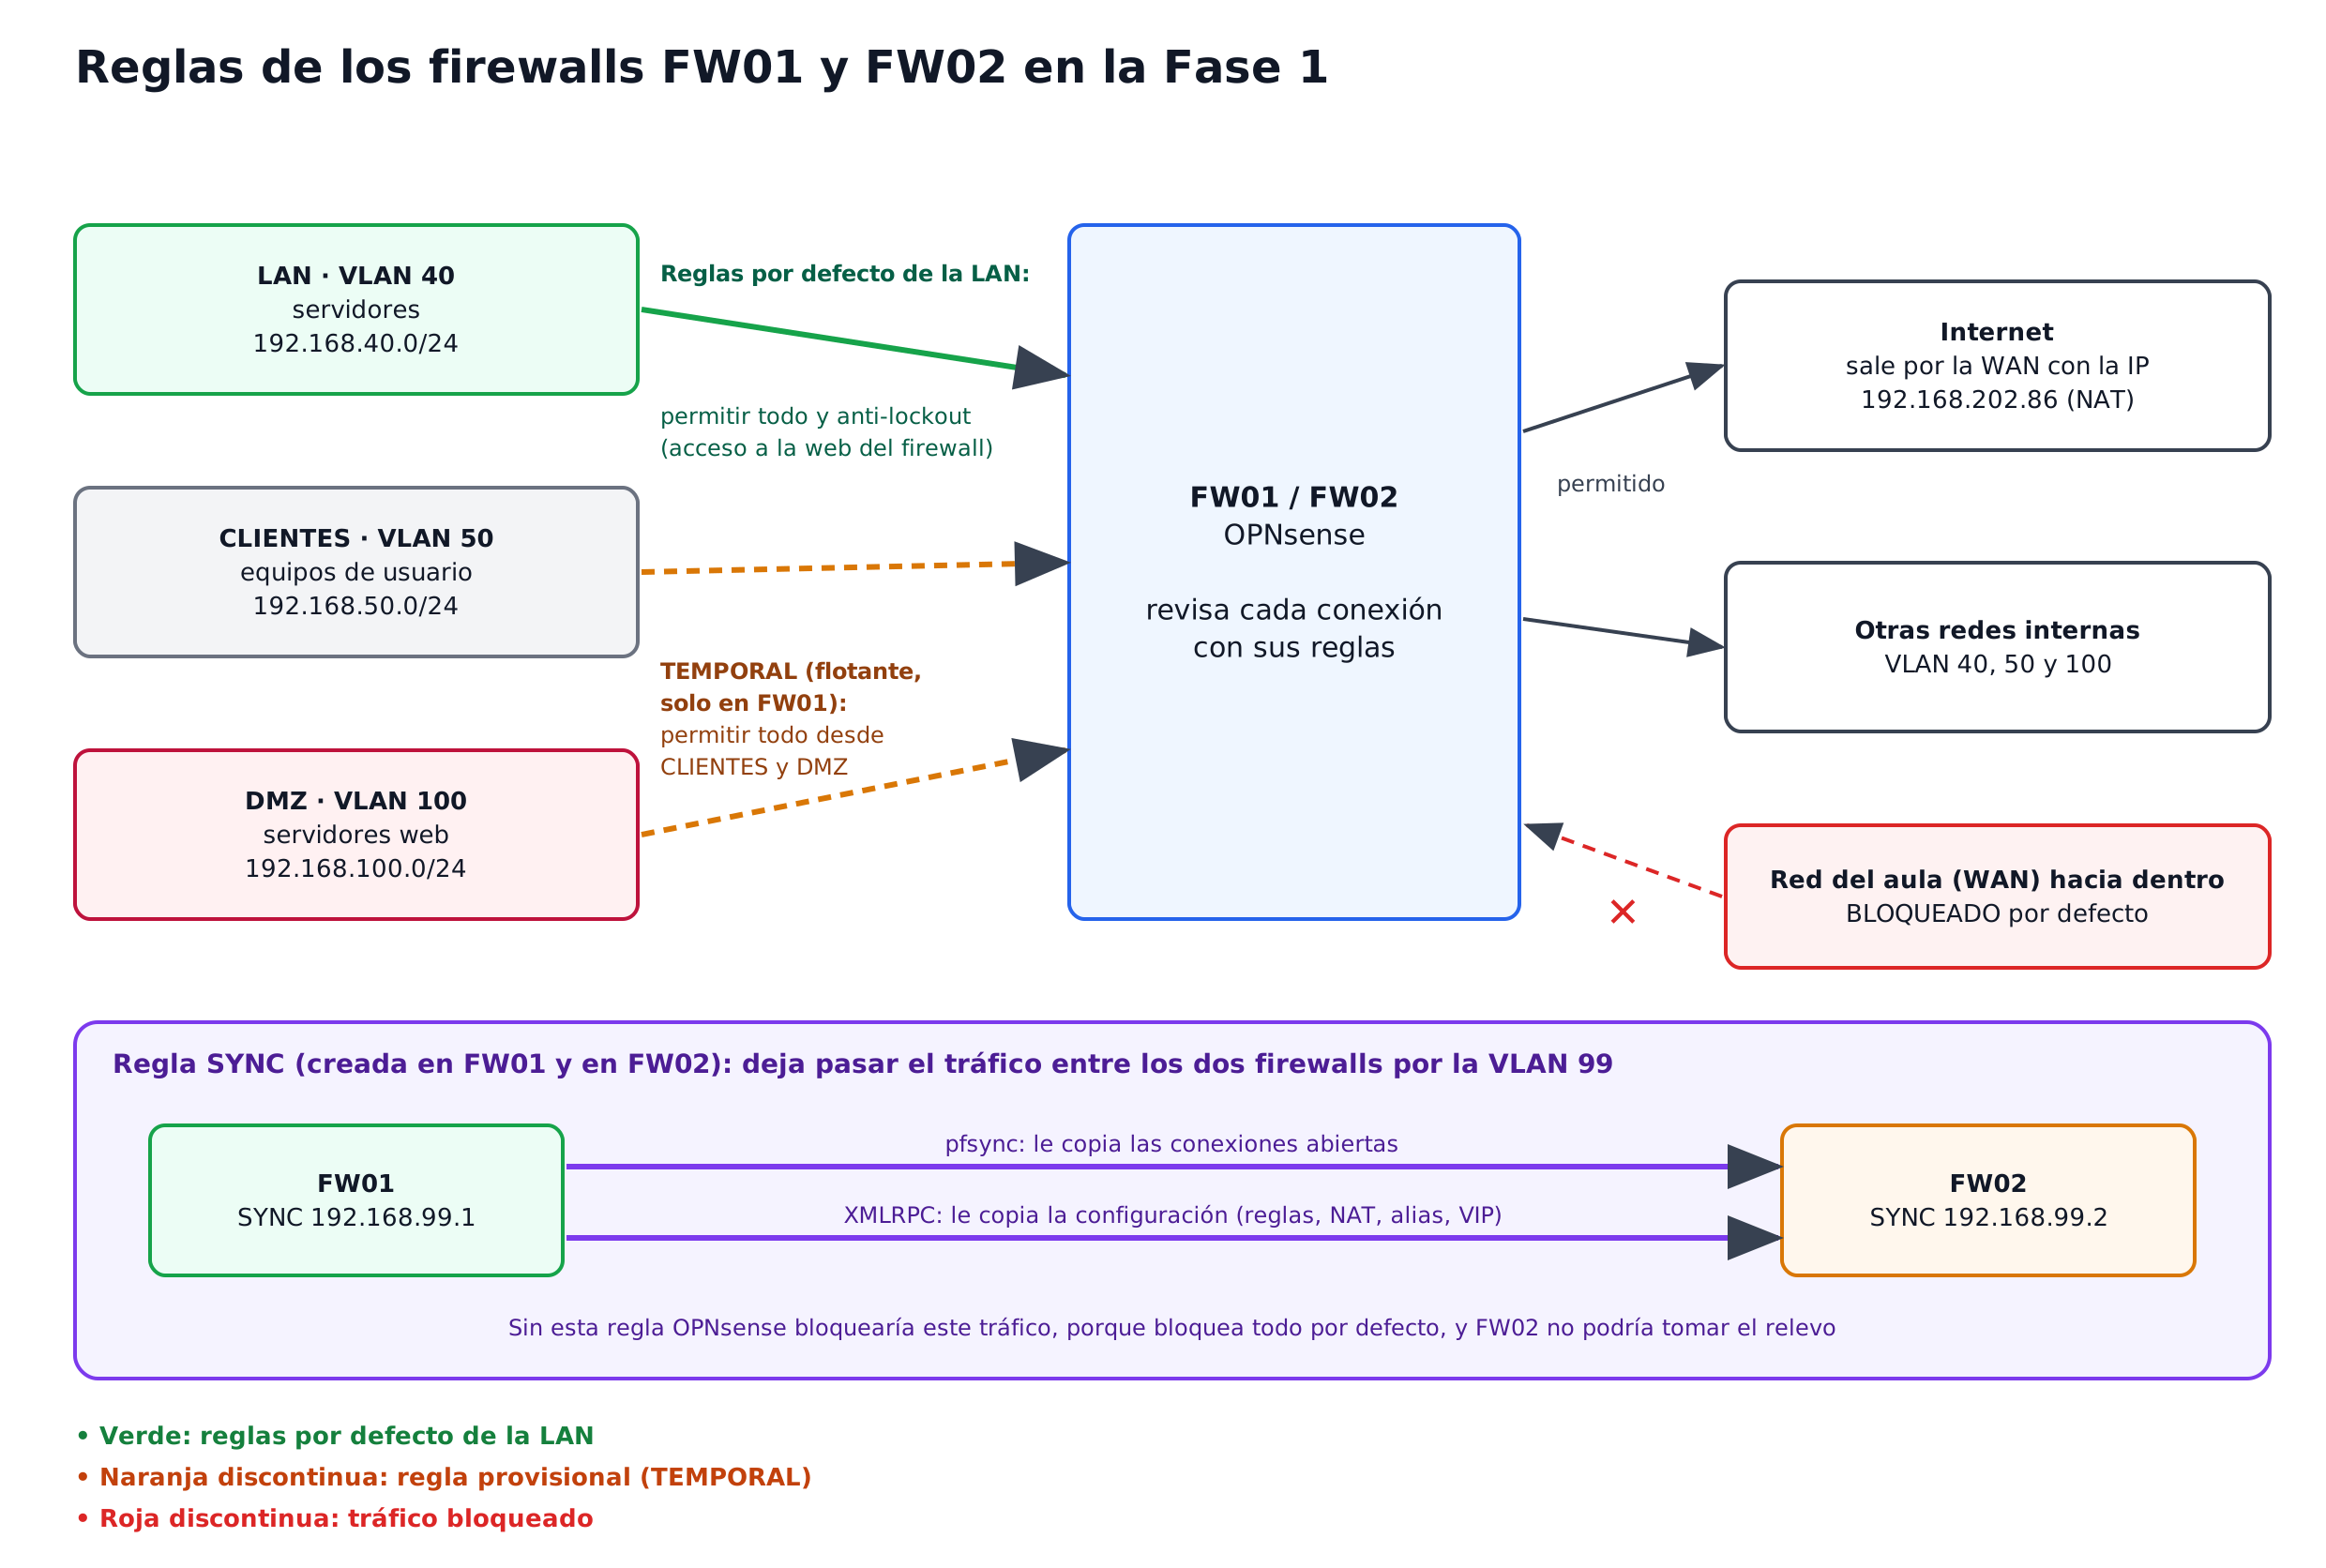 Reglas de los firewalls FW01 y FW02 en la Fase 1
LAN · VLAN 40
servidores
192.168.40.0/24
Reglas por defecto de la LAN:
permitir todo y anti-lockout
(acceso a la web del firewall)
CLIENTES · VLAN 50
equipos de usuario
192.168.50.0/24
TEMPORAL (flotante,
solo en FW01):
permitir todo desde
CLIENTES y DMZ
DMZ · VLAN 100
servidores web
192.168.100.0/24
FW01 / FW02
OPNsense
revisa cada conexión
con sus reglas
Internet
sale por la WAN con la IP
192.168.202.86 (NAT)
permitido
Otras redes internas
VLAN 40, 50 y 100
Red del aula (WAN) hacia dentro
BLOQUEADO por defecto
✕
Regla SYNC (creada en FW01 y en FW02): deja pasar el tráfico entre los dos firewalls por la VLAN 99
FW01
SYNC 192.168.99.1
pfsync: le copia las conexiones abiertas
XMLRPC: le copia la configuración (reglas, NAT, alias, VIP)
FW02
SYNC 192.168.99.2
Sin esta regla OPNsense bloquearía este tráfico, porque bloquea todo por defecto, y FW02 no podría tomar el relevo
• Verde: reglas por defecto de la LAN
• Naranja discontinua: regla provisional (TEMPORAL)
• Roja discontinua: tráfico bloqueado